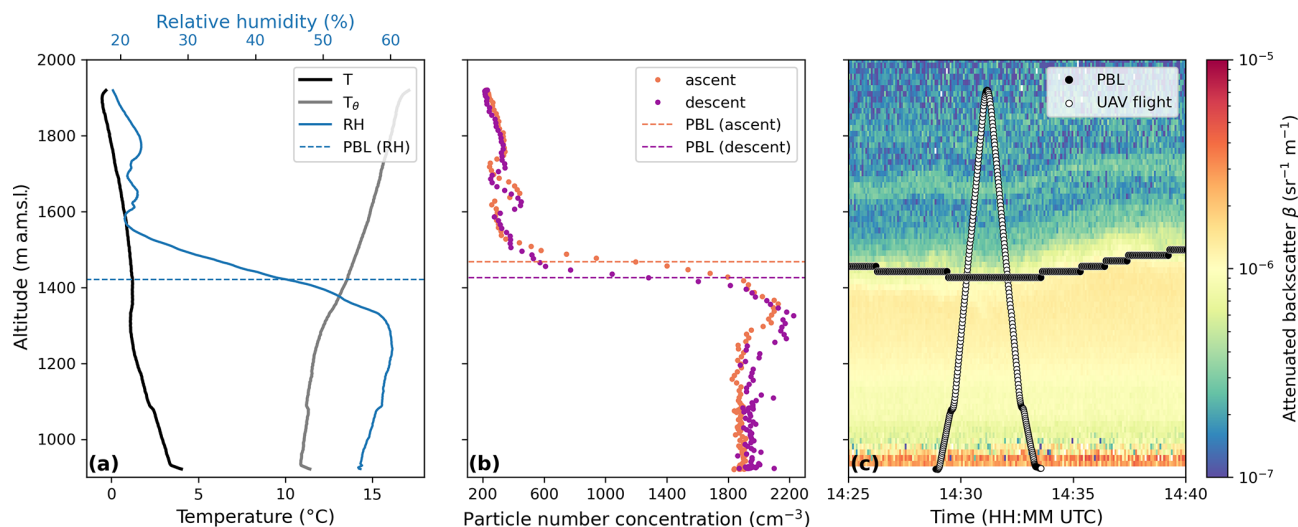 Relative humidity (%)
20 30 40 50 60
2000
1800
1600
1400
1200
1000
Altitude (m a.m.s.l.)
T
Tθ
RH
PBL (RH)
(a)
0 5 10 15
Temperature (°C)
ascent
descent
PBL (ascent)
PBL (descent)
(b)
200 600 1000 1400 1800 2200
Particle number concentration (cm−3)
PBL
UAV flight
(c)
14:25 14:30 14:35 14:40
Time (HH:MM UTC)
10−5
10−6
10−7
Attenuated backscatter β (sr−1 m−1)